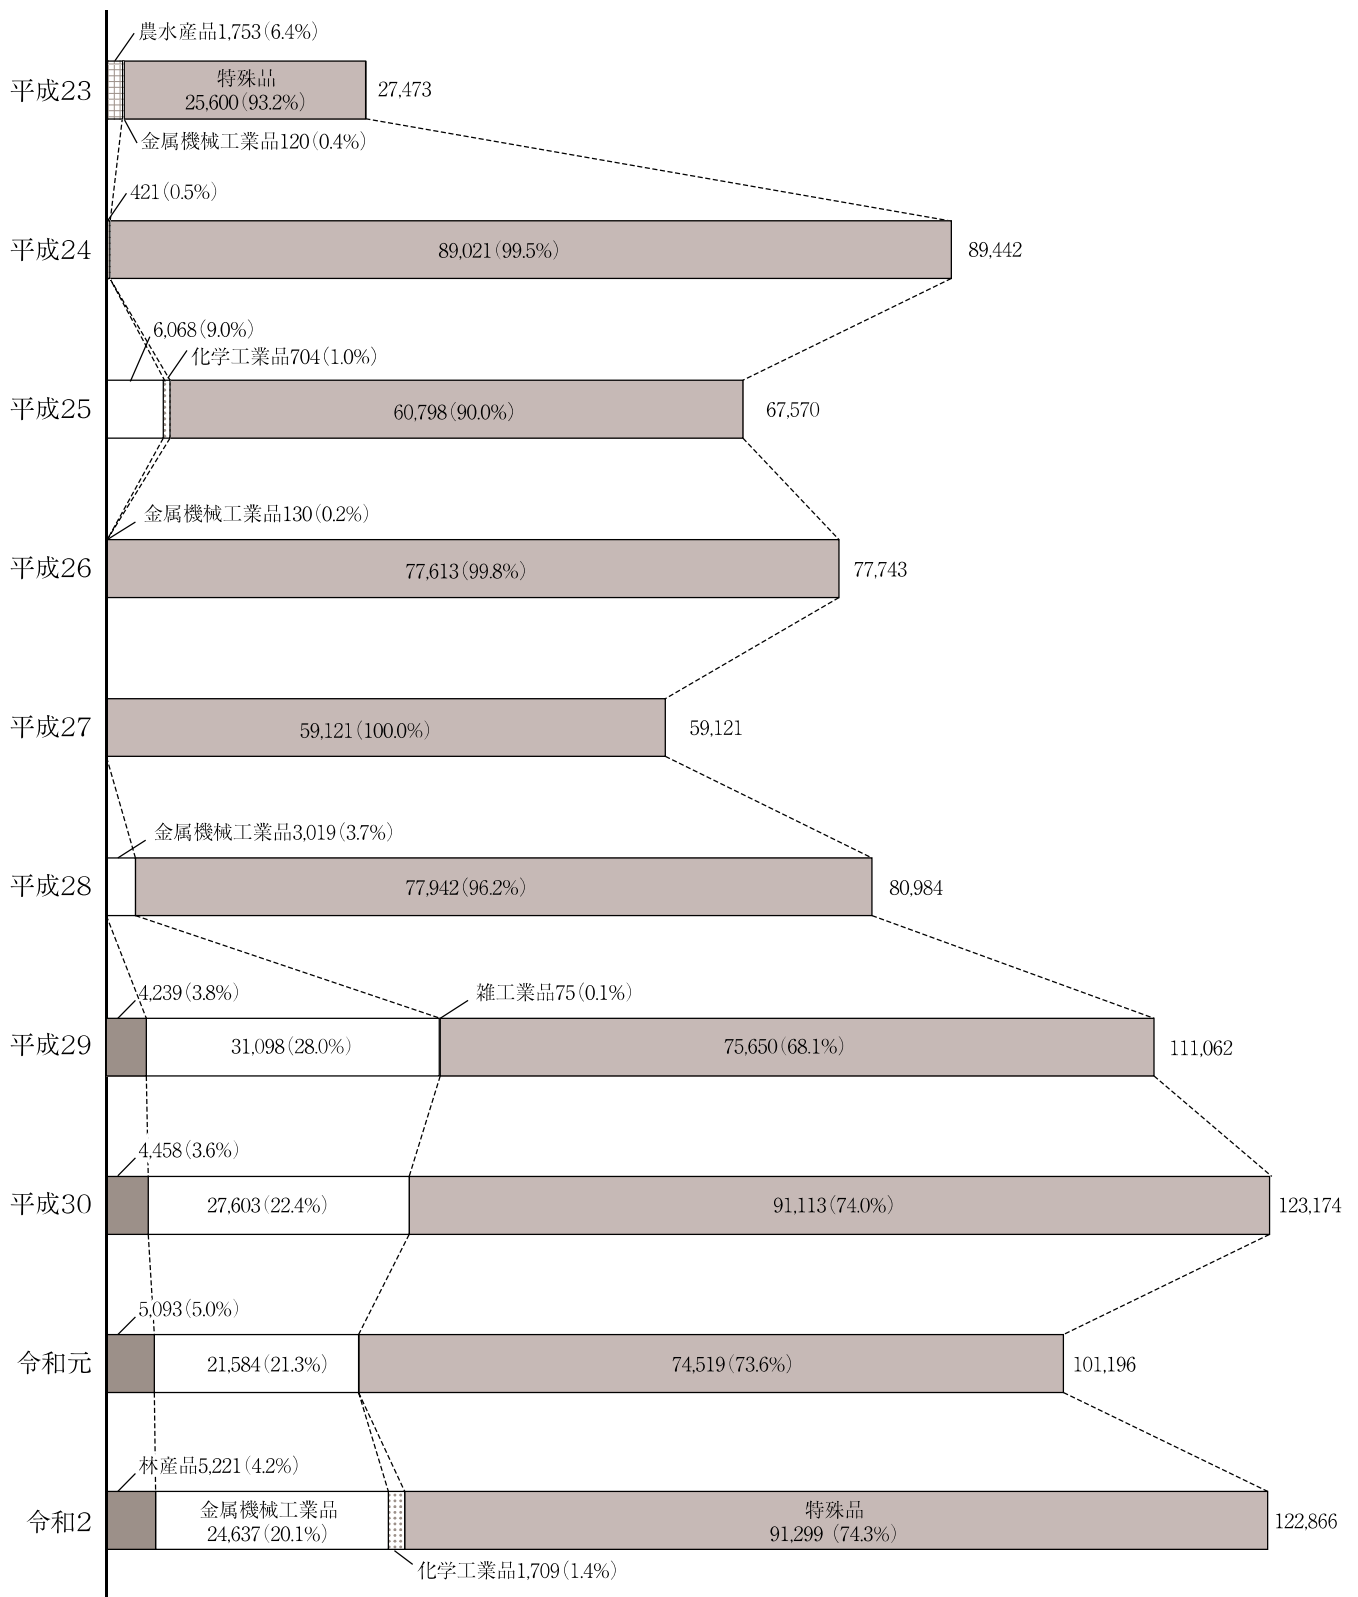 農水産品1,753(6.4%)
平成23
特殊品
25,600(93.2%)
27,473
金属機械工業品120(0.4%)
421(0.5%)
平成24
89,021(99.5%)
89,442
6,068(9.0%)
化学工業品704(1.0%)
平成25
60,798(90.0%)
67,570
金属機械工業品130(0.2%)
平成26
77,613(99.8%)
77,743
平成27
59,121(100.0%)
59,121
金属機械工業品3,019(3.7%)
平成28
77,942(96.2%)
80,984
4,239(3.8%)
雑工業品75(0.1%)
平成29
31,098(28.0%)
75,650(68.1%)
111,062
4,458(3.6%)
平成30
27,603(22.4%)
91,113(74.0%)
123,174
5,093(5.0%)
令和元
21,584(21.3%)
74,519(73.6%)
101,196
林産品5,221(4.2%)
令和2
金属機械工業品
24,637(20.1%)
特殊品
91,299 (74.3%)
122,866
化学工業品1,709(1.4%)